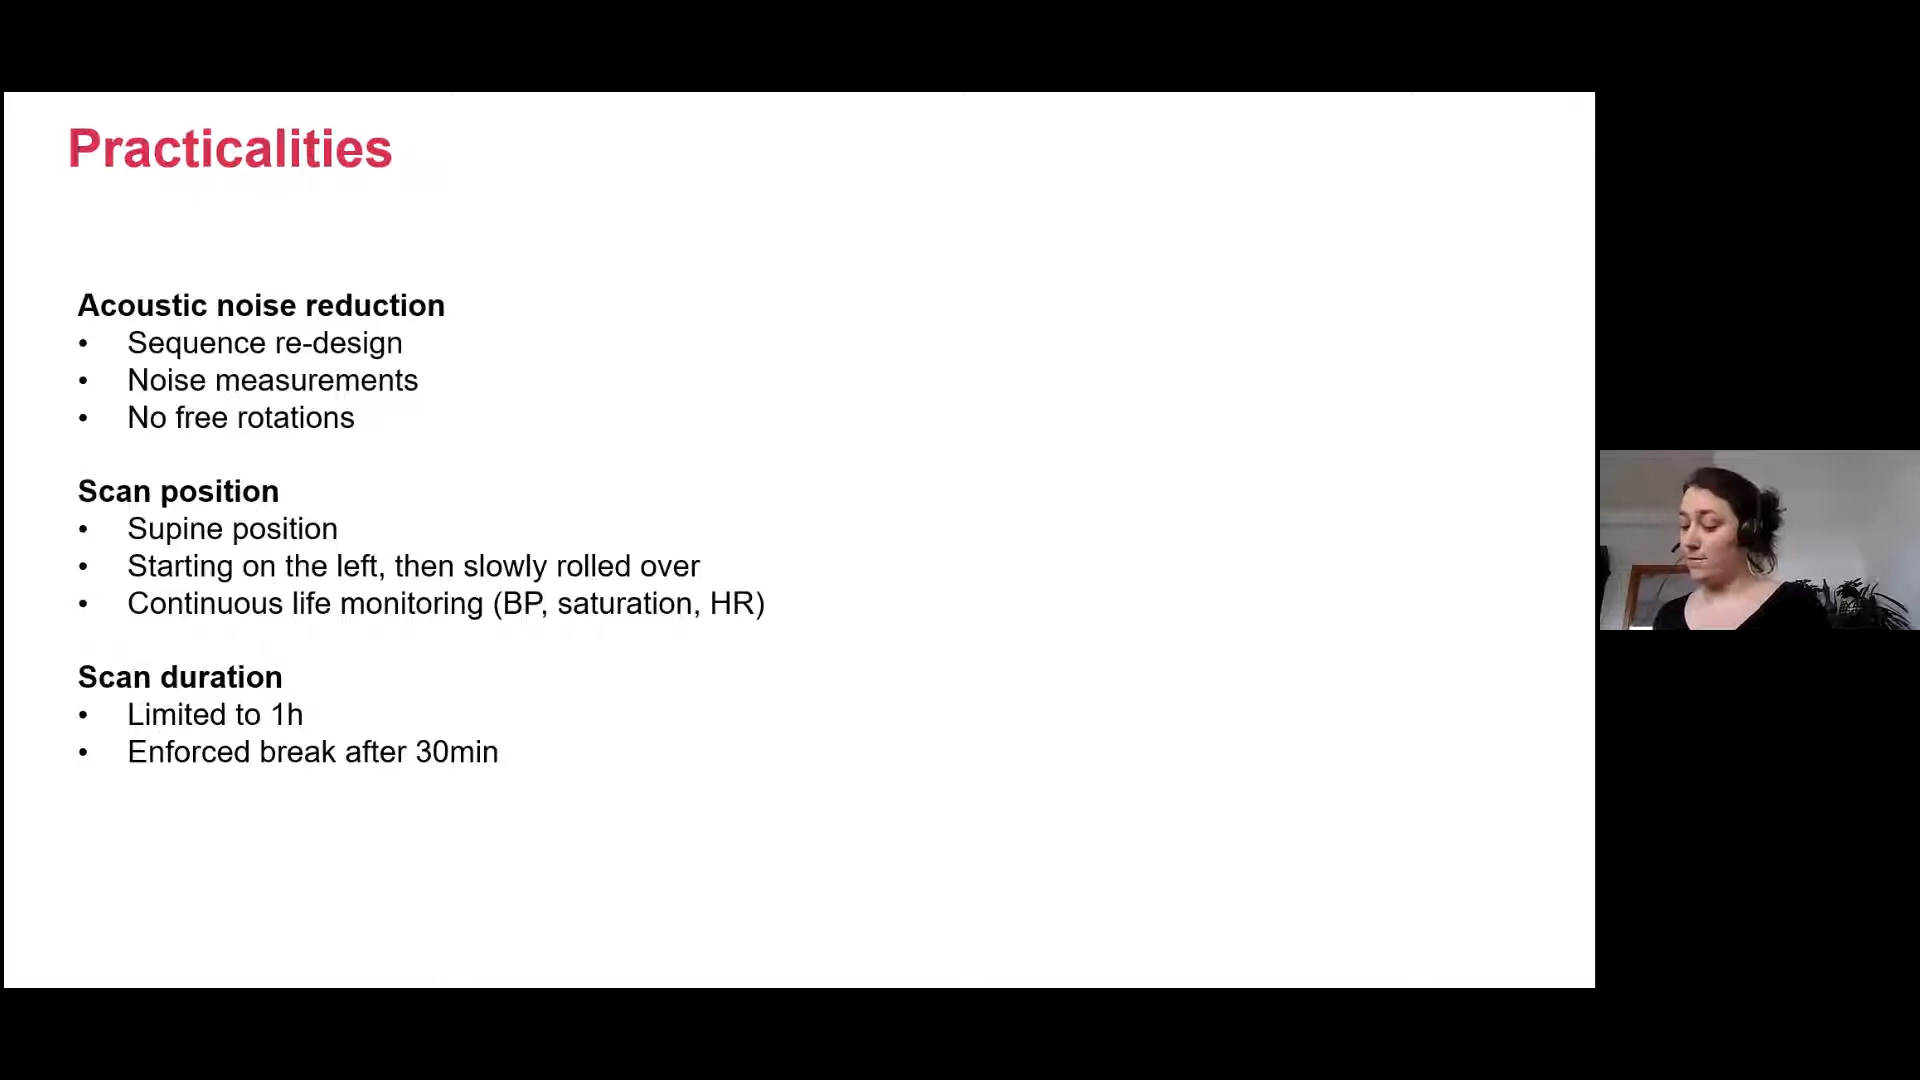 Practicalities
Acoustic noise reduction
• Sequence re-design
• Noise measurements
• No free rotations
Scan position
• Supine position
• Starting on the left, then slowly rolled over
• Continuous life monitoring (BP, saturation, HR)
Scan duration
• Limited to 1h
• Enforced break after 30min